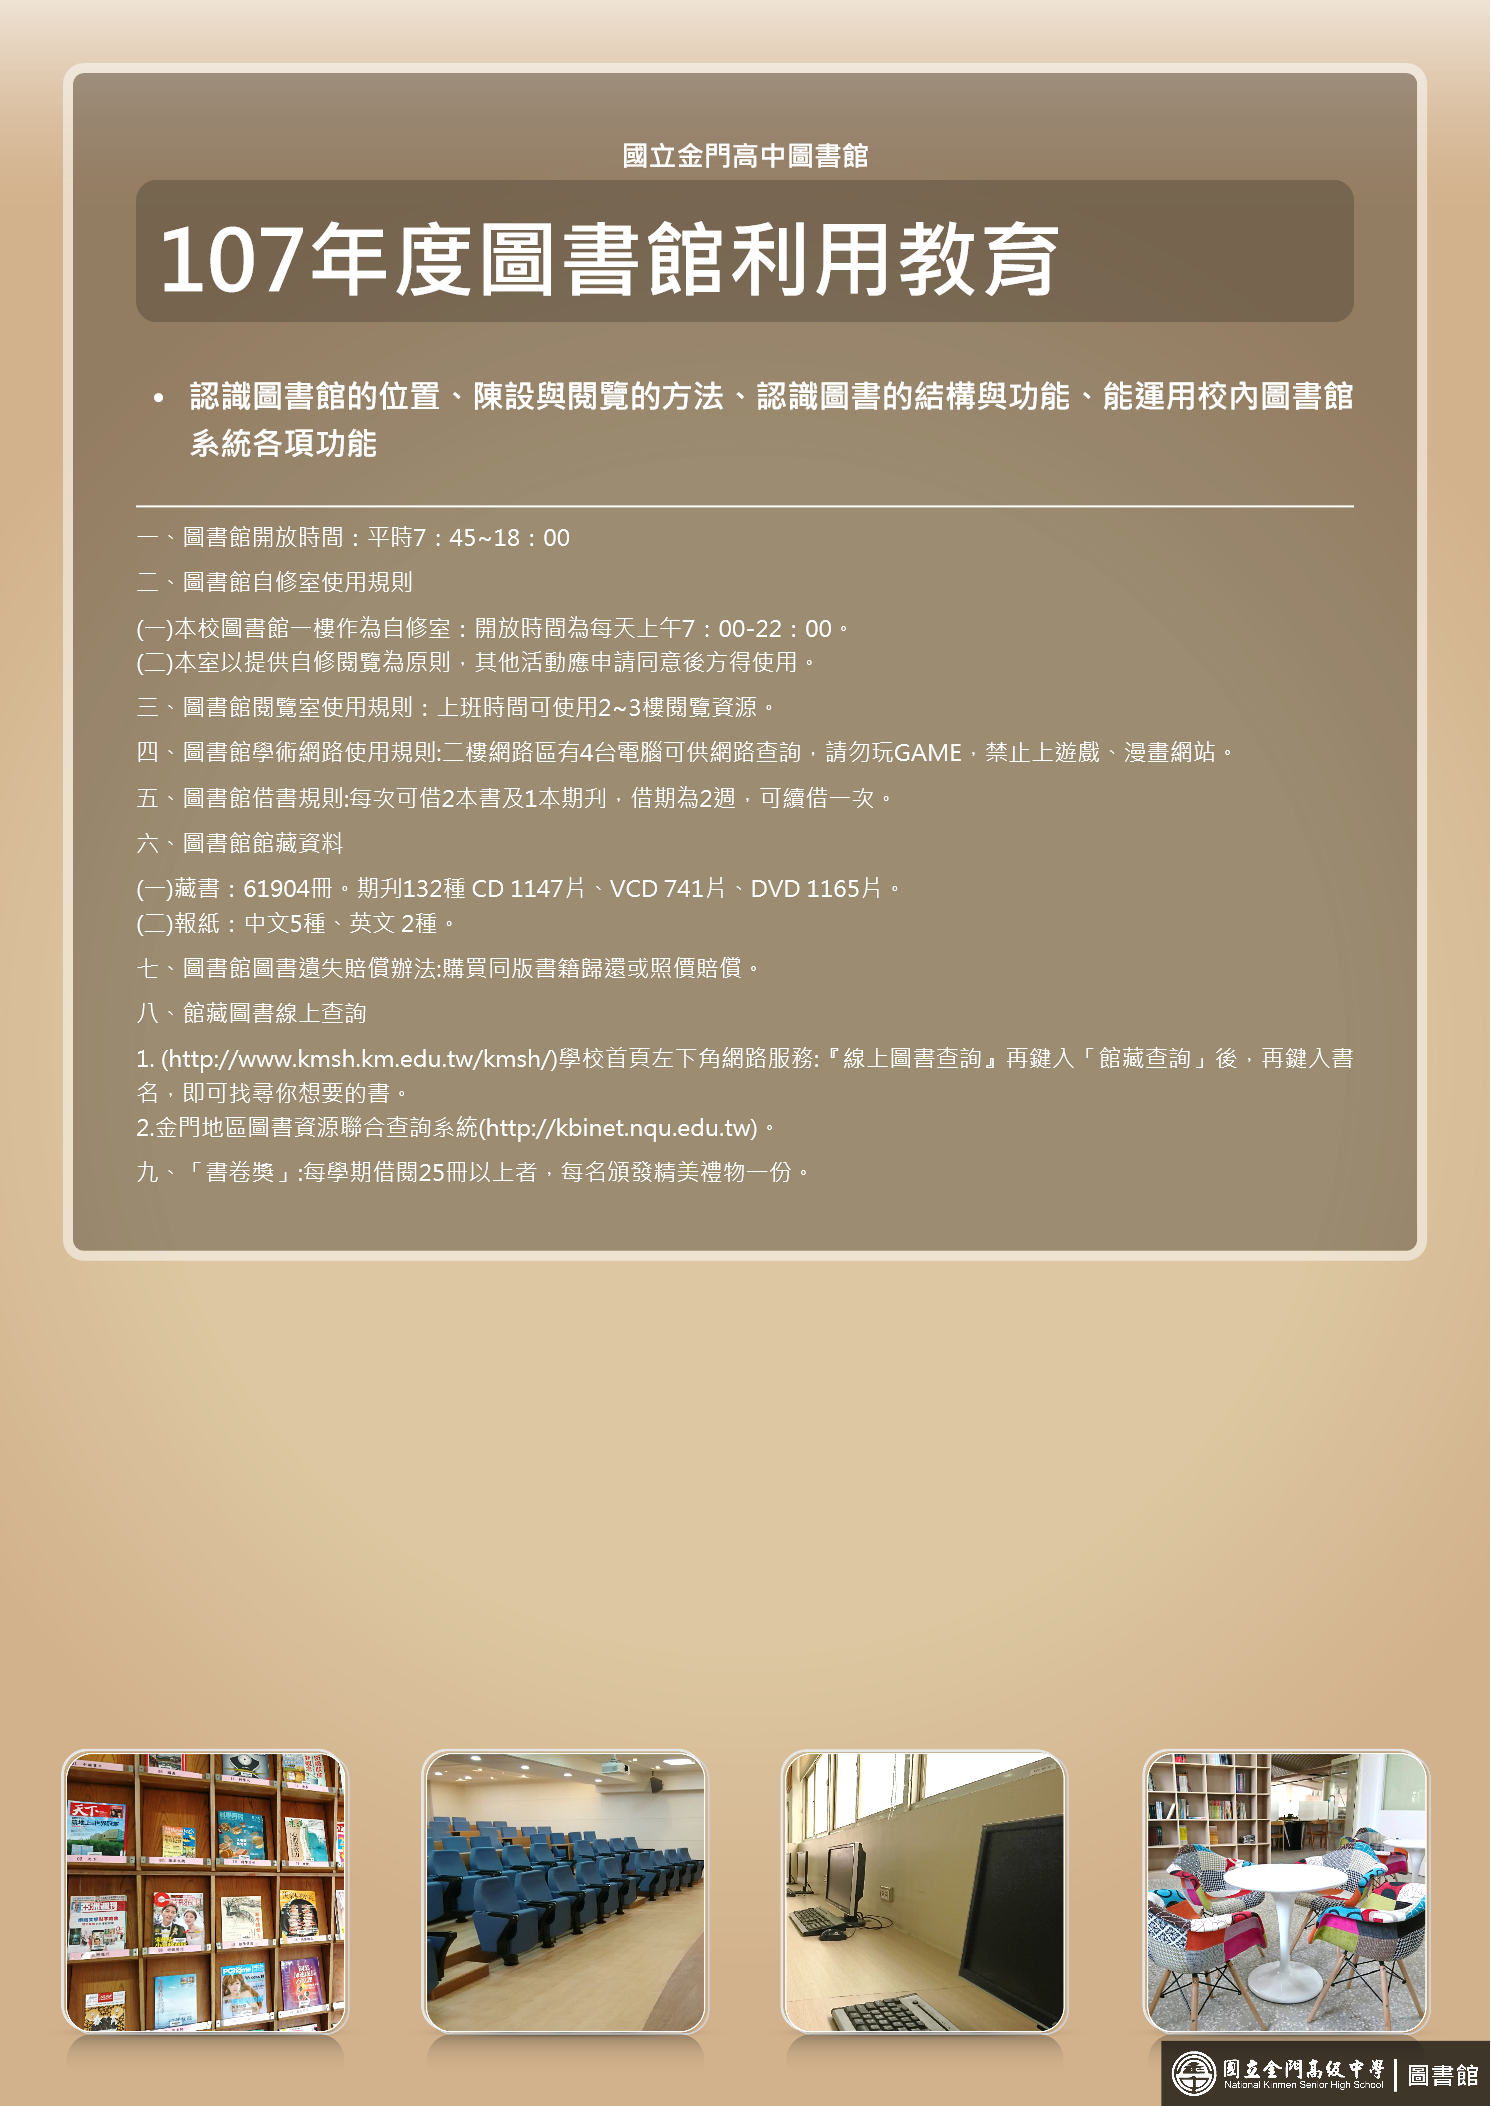 國立金門高中圖書館
107年度圖書館利用教育
• 認識圖書館的位置、陳設與閱覽的方法、認識圖書的結構與功能、能運用校內圖書館
系統各項功能
一、圖書館開放時間：平時7：45~18：00
二、圖書館自修室使用規則
(一)本校圖書館一樓作為自修室：開放時間為每天上午7：00-22：00。
(二)本室以提供自修閱覽為原則，其他活動應申請同意後方得使用。
三、圖書館閱覽室使用規則：上班時間可使用2~3樓閱覽資源。
四、圖書館學術網路使用規則:二樓網路區有4台電腦可供網路查詢，請勿玩GAME，禁止上遊戲、漫畫網站。
五、圖書館借書規則:每次可借2本書及1本期刋，借期為2週，可續借一次。
六、圖書館館藏資料
(一)藏書：61904冊。期刋132種 CD 1147片、VCD 741片、DVD 1165片。
(二)報紙：中文5種、英文 2種。
七、圖書館圖書遺失賠償辦法:購買同版書籍歸還或照價賠償。
八、館藏圖書線上查詢
1. (http://www.kmsh.km.edu.tw/kmsh/)學校首頁左下角網路服務:『線上圖書查詢』再鍵入「館藏查詢」後，再鍵入書
名，即可找尋你想要的書。
2.金門地區圖書資源聯合查詢系統(http://kbinet.nqu.edu.tw)。
九、「書卷獎」:每學期借閱25冊以上者，每名頒發精美禮物一份。
天下
PChome
國立金門高級中學
National Kinmen Senior High School
圖書館